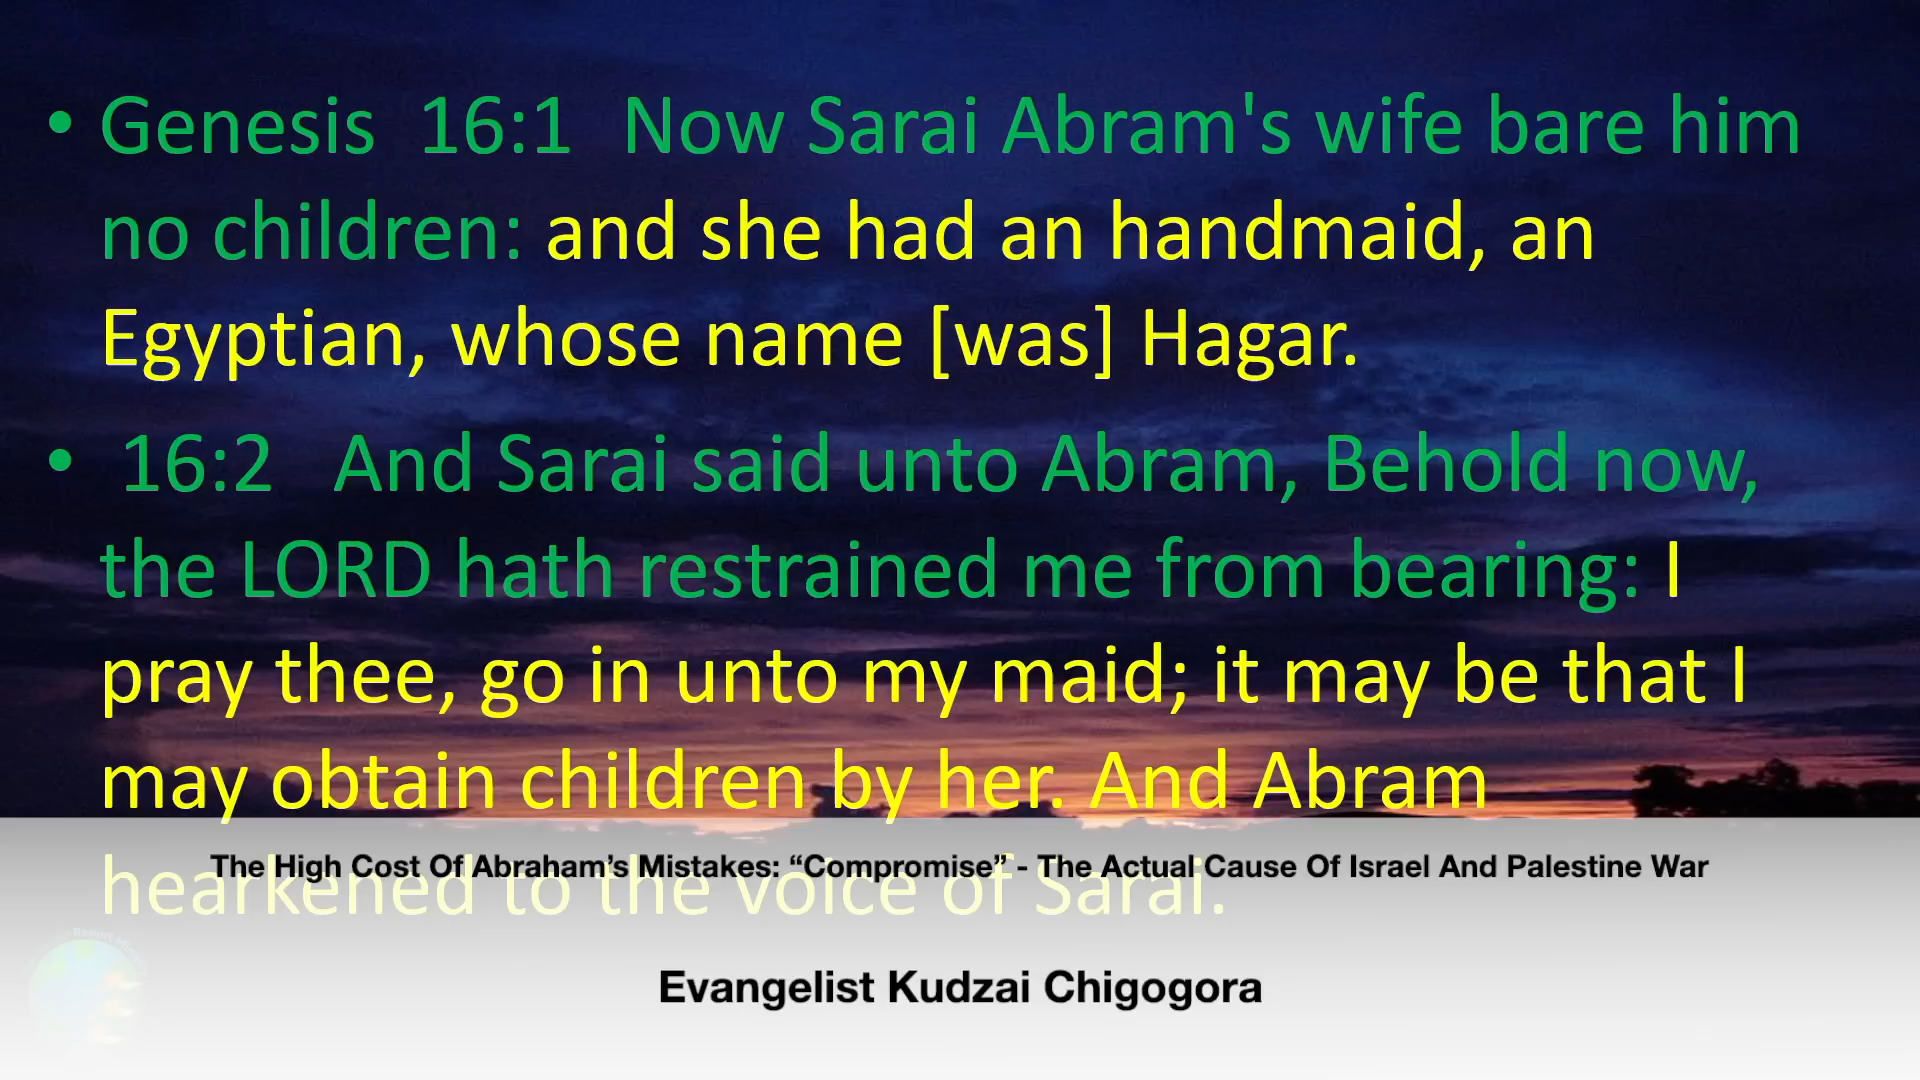 • Genesis 16:1 Now Sarai Abram's wife bare him
no children: and she had an handmaid, an
Egyptian, whose name [was] Hagar.
• 16:2 And Sarai said unto Abram, Behold now,
the LORD hath restrained me from bearing: I
pray thee, go in unto my maid; it may be that I
may obtain children by her. And Abram
hearkened to the voice of Sarai.
The High Cost Of Abraham’s Mistakes: “Compromise” - The Actual Cause Of Israel And Palestine War
Evangelist Kudzai Chigogora